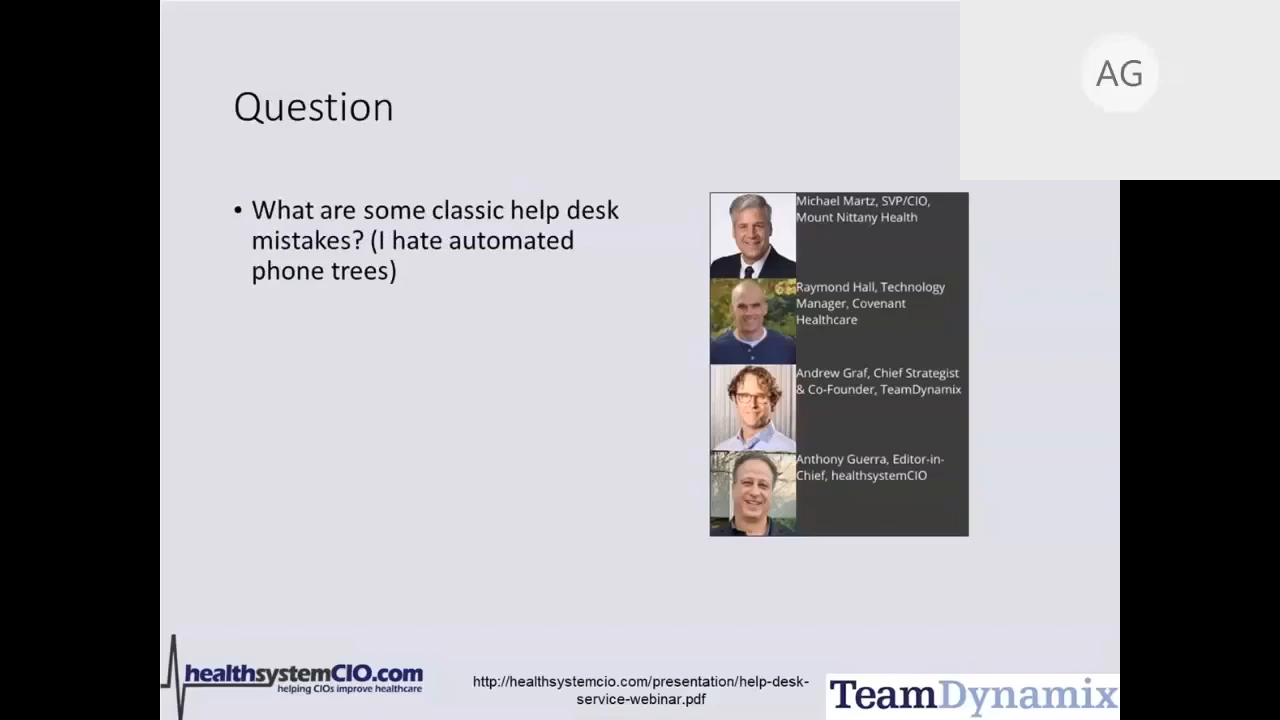 AG
Question
• What are some classic help desk
mistakes? (I hate automated
phone trees)
Michael Martz, SVP/CIO,
Mount Nittany Health
Raymond Hall, Technology
Manager, Covenant
Healthcare
Andrew Graf, Chief Strategist
& Co-Founder, TeamDynamix
Anthony Guerra, Editor-in-
Chief, healthsystemCIO
healthsystemCIO.com
helping CIOs improve healthcare
http://healthsystemcio.com/presentation/help-desk-
service-webinar.pdf
TeamDynamix